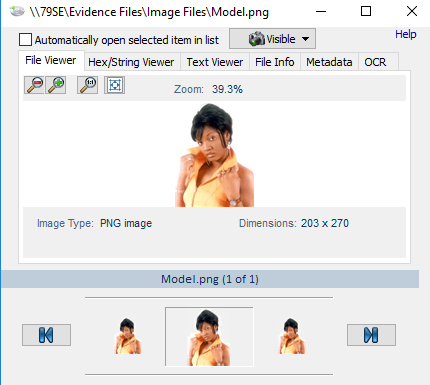 \\79SE\Evidence Files\Image Files\Model.png
Automatically open selected item in list
Visible
Help
File Viewer
Hex/String Viewer
Text Viewer
File Info
Metadata
OCR
1:1
Zoom: 39.3%
Image Type: PNG image
Dimensions: 203 x 270
Model.png (1 of 1)